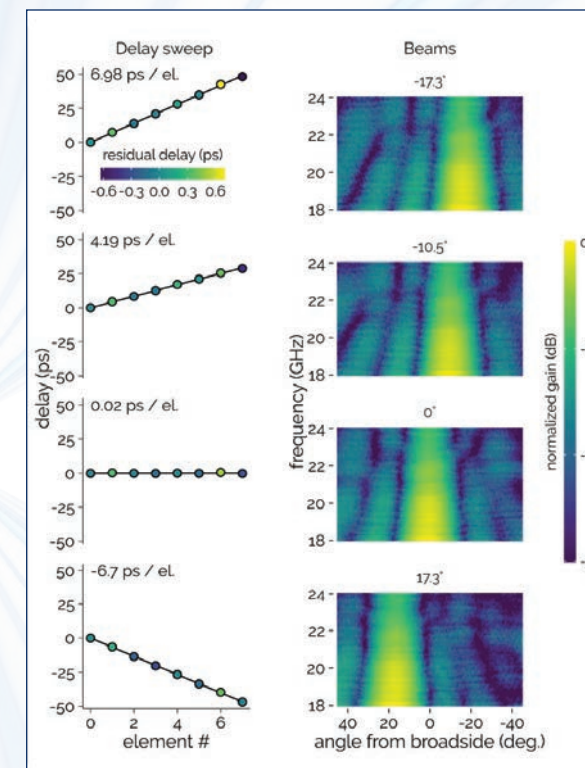 Delay sweep
Beams
6.98 ps / el.
50
25
0
-25
-50
residual delay (ps)
-0.6 -0.3 0.0 0.3 0.6
-17.3°
24
22
20
18
4.19 ps / el.
50
25
0
-25
-50
-10.5°
24
22
20
18
0.02 ps / el.
50
25
0
-25
-50
0°
24
22
20
18
-6.7 ps / el.
50
25
0
-25
-50
0 2 4 6
element #
17.3°
24
22
20
18
40 20 0 -20 -40
angle from broadside (deg.)
delay (ps)
frequency (GHz)
normalized gain (dB)